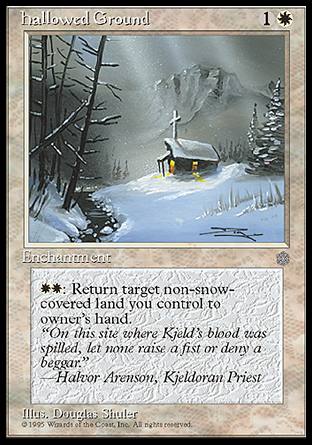 Hallowed Ground 1
Enchantment
: Return target non-snow-
covered land you control to
owner's hand.
"On this site where Kjeld's blood was
spilled, let none raise a fist or deny a
beggar."
—Halvor Arenson, Kjeldoran Priest
Illus. Douglas Shuler
©1995 Wizards of the Coast, Inc. All rights reserved.